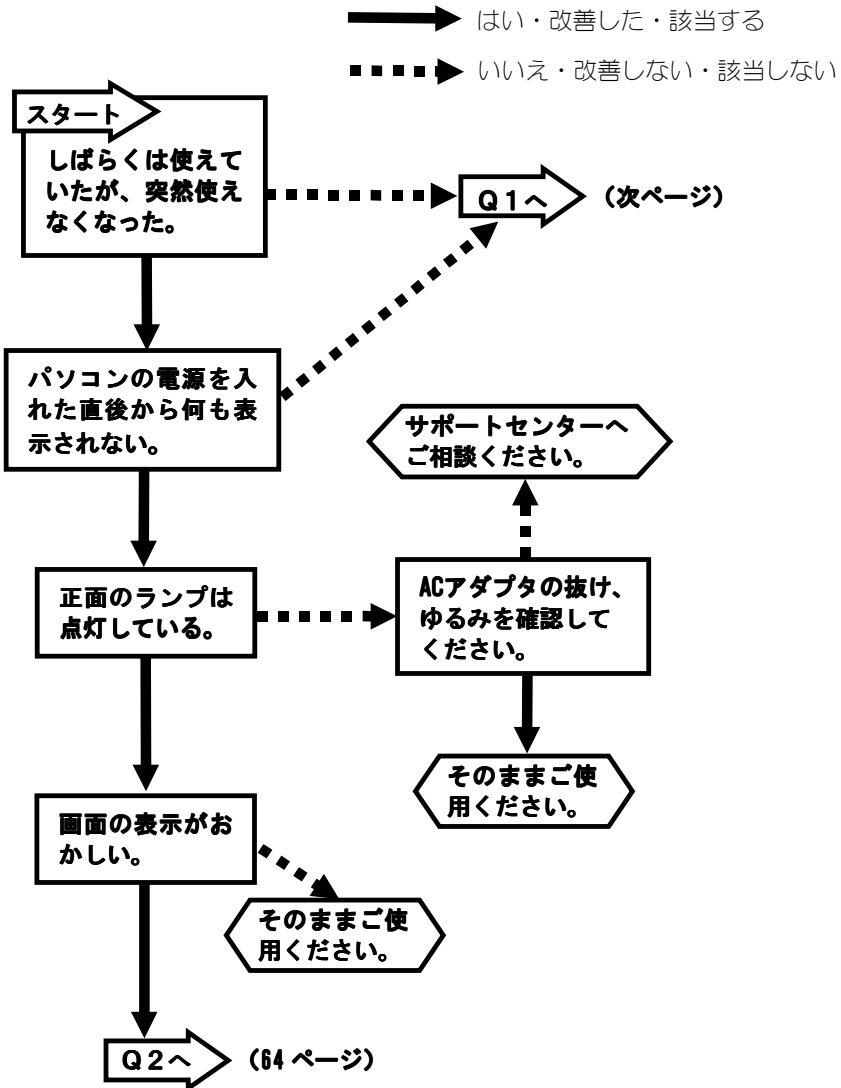 はい・改善した・該当する
いいえ・改善しない・該当しない
スタート
しばらくは使えて
いたが、突然使え
なくなった。
Q1へ
(次ページ)
パソコンの電源を入
れた直後から何も表
示されない。
サポートセンターへ
ご相談ください。
正面のランプは
点灯している。
ACアダプタの抜け、
ゆるみを確認して
ください。
そのままご使
用ください。
画面の表示がお
かしい。
そのままご使
用ください。
Q2へ
(64 ページ)